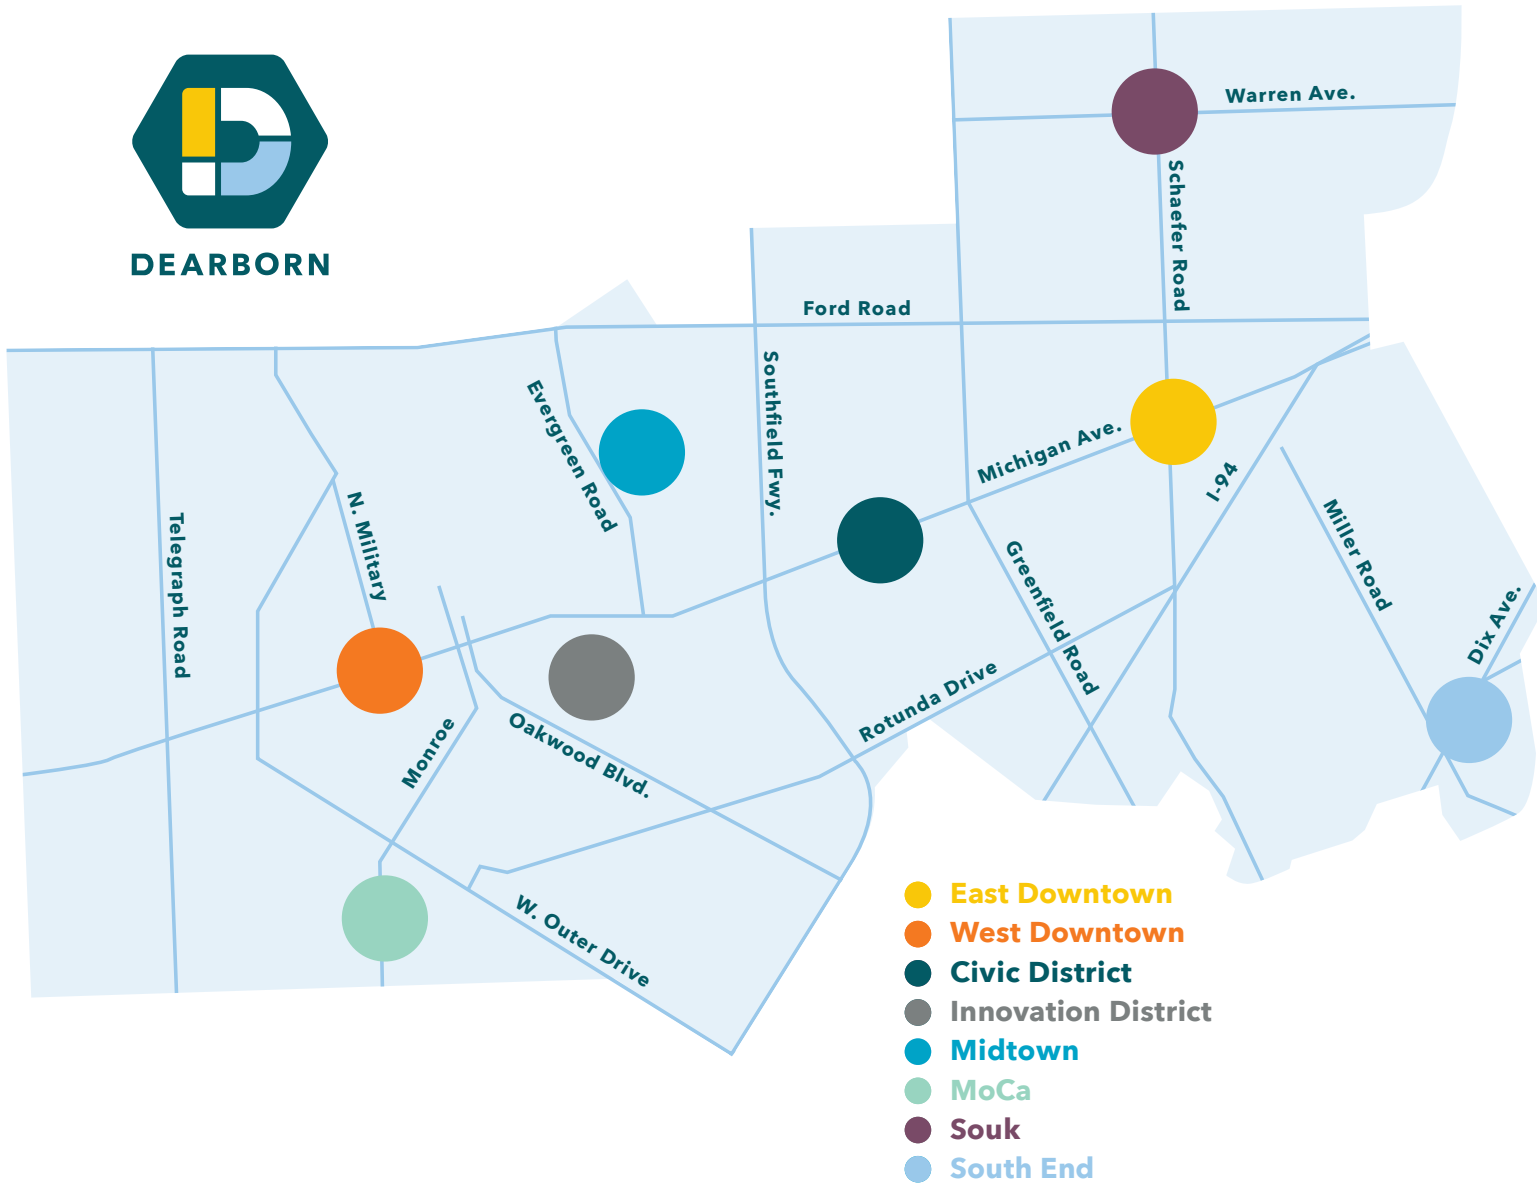 Warren Ave.
Schaefer Road
DEARBORN
Ford Road
Southfield Fwy.
Evergreen Road
Michigan Ave.
I-94
N. Military
Telegraph Road
Miller Road
Greenfield Road
Dix Ave.
Rotunda Drive
Oakwood Blvd.
Monroe
W. Outer Drive
East Downtown
West Downtown
Civic District
Innovation District
Midtown
MoCa
Souk
South End